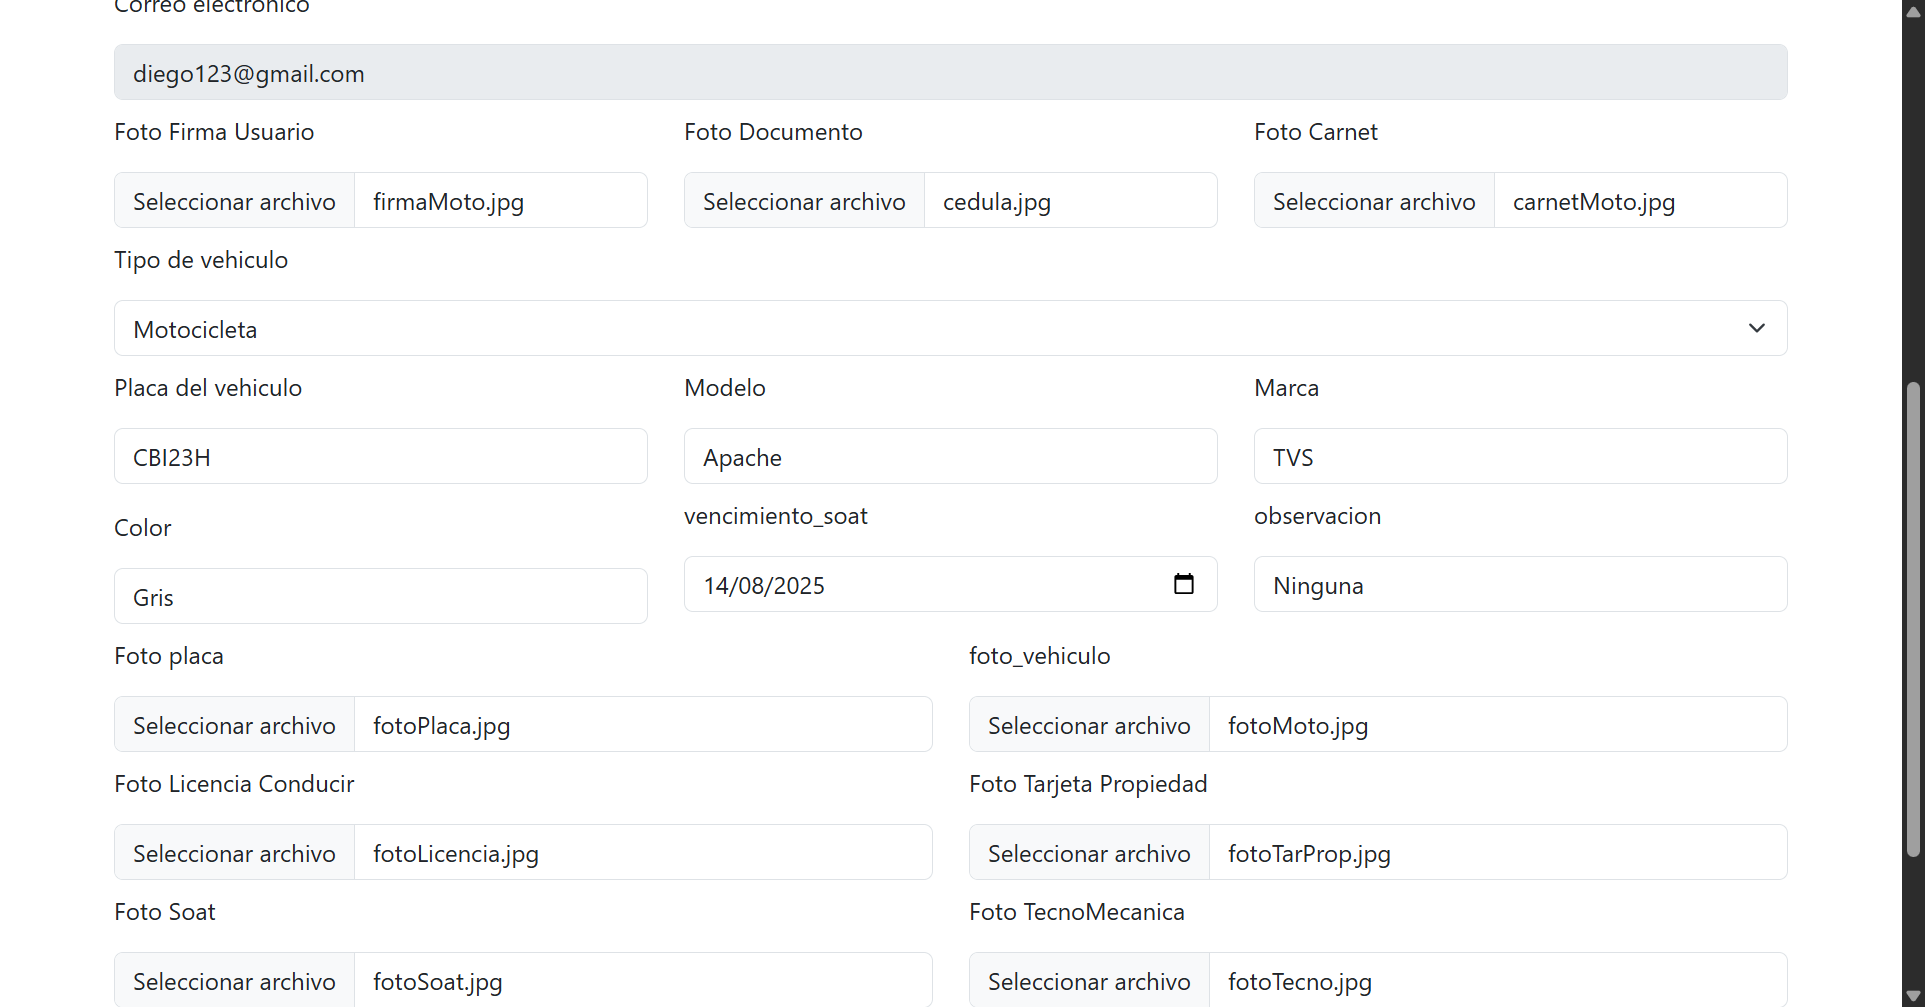 Correo electronico
diego123@gmail.com
Foto Firma Usuario
Foto Documento
Foto Carnet
Seleccionar archivo firmaMoto.jpg
Seleccionar archivo cedula.jpg
Seleccionar archivo carnetMoto.jpg
Tipo de vehiculo
Motocicleta
Placa del vehiculo
Modelo
Marca
CBI23H
Apache
TVS
Color
vencimiento_soat
observacion
Gris
14/08/2025
Ninguna
Foto placa
foto_vehiculo
Seleccionar archivo fotoPlaca.jpg
Seleccionar archivo fotoMoto.jpg
Foto Licencia Conducir
Foto Tarjeta Propiedad
Seleccionar archivo fotoLicencia.jpg
Seleccionar archivo fotoTarProp.jpg
Foto Soat
Foto TecnoMecanica
Seleccionar archivo fotoSoat.jpg
Seleccionar archivo fotoTecno.jpg